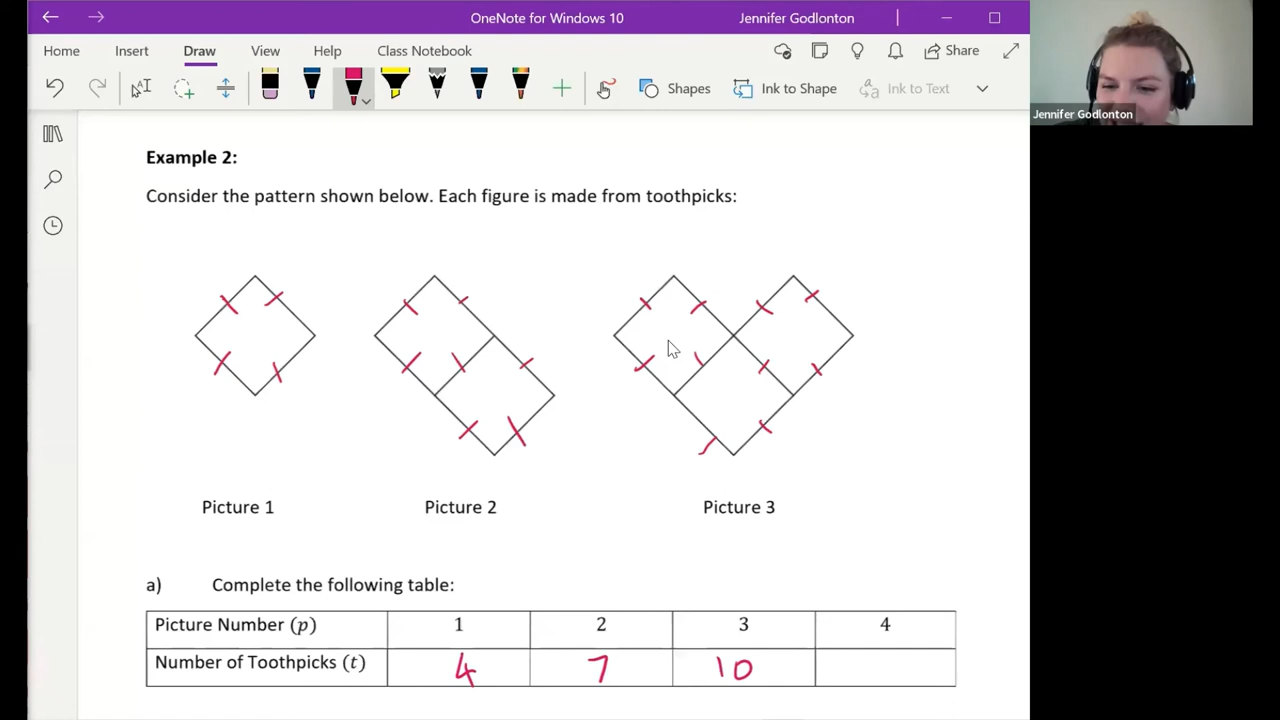 OneNote for Windows 10
Jennifer Godlonton
Home Insert Draw View Help Class Notebook
Share
Shapes Ink to Shape Ink to Text
Jennifer Godlonton
Example 2:
Consider the pattern shown below. Each figure is made from toothpicks:
Picture 1 Picture 2 Picture 3
a) Complete the following table:
Picture Number (p) 1 2 3 4
Number of Toothpicks (t) 4 7 10